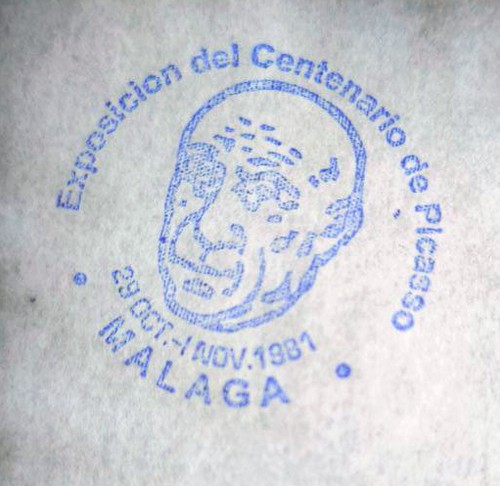 Exposicion del Centenario de Picasso
29 OCT.-1 NOV.1981
MALAGA